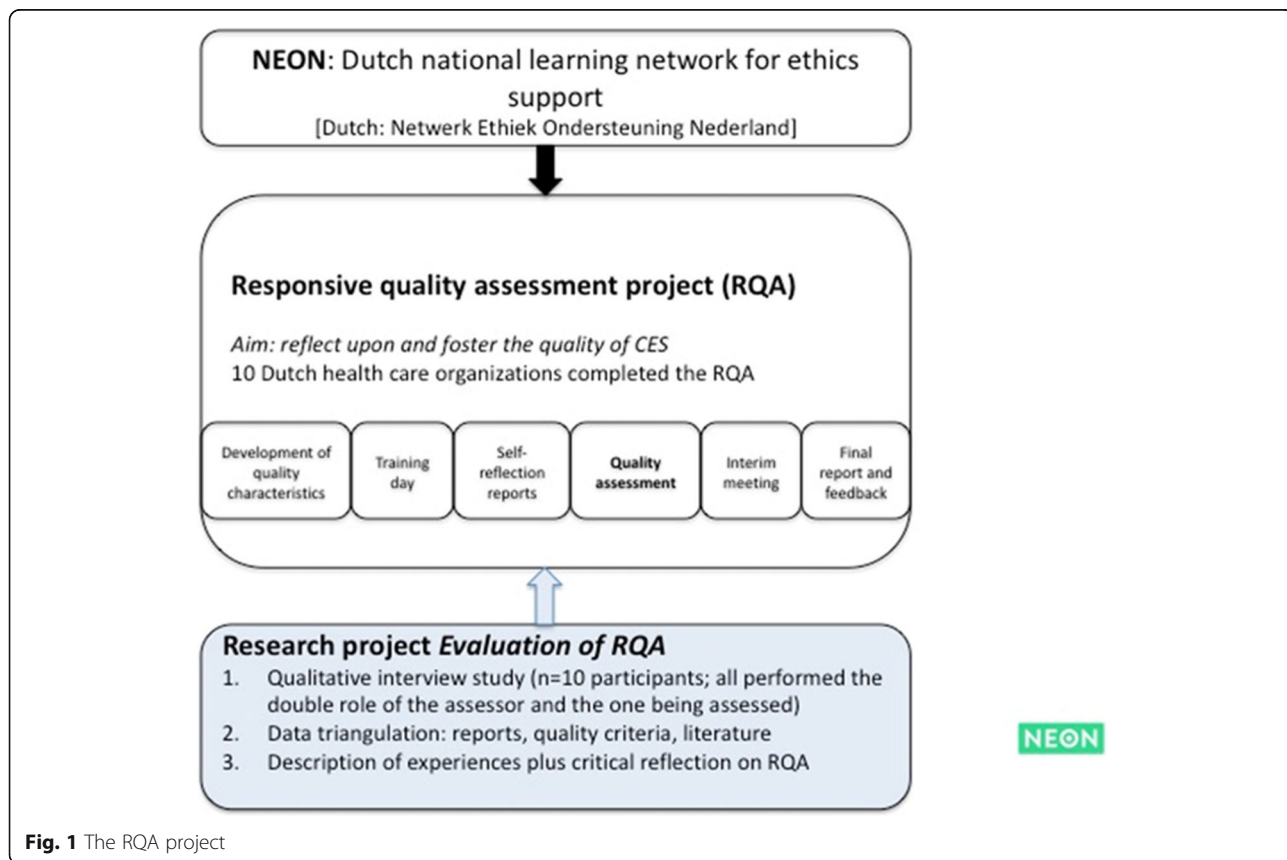 NEON: Dutch national learning network for ethics
support
[Dutch: Netwerk Ethiek Ondersteuning Nederland]
Responsive quality assessment project (RQA)
Aim: reflect upon and foster the quality of CES
10 Dutch health care organizations completed the RQA
Development of
quality
characteristics
Training
day
Self-
reflection
reports
Quality
assessment
Interim
meeting
Final
report and
feedback
Research project Evaluation of RQA
1. Qualitative interview study (n=10 participants; all performed the
double role of the assessor and the one being assessed)
2. Data triangulation: reports, quality criteria, literature
3. Description of experiences plus critical reflection on RQA
NEON
Fig. 1 The RQA project